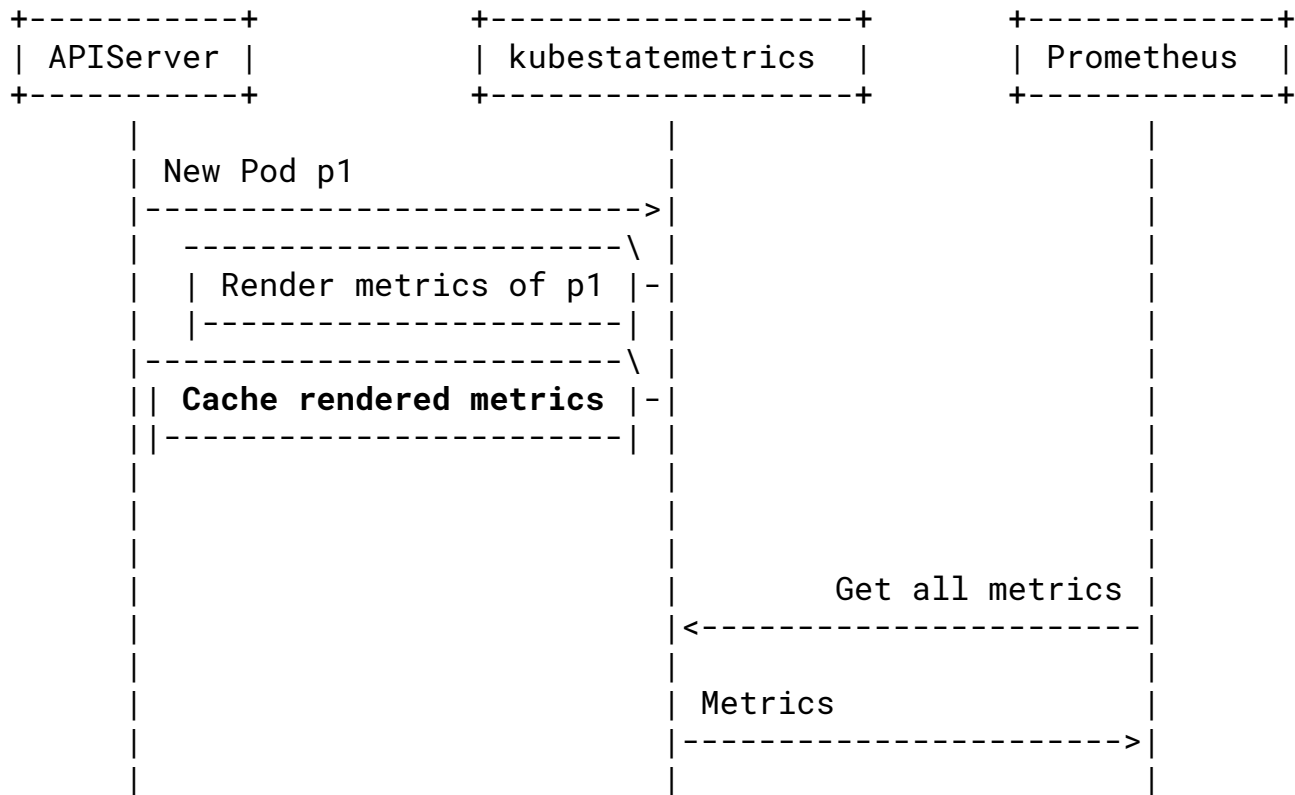 APIServer
kubestatemetrics
Prometheus
New Pod p1
Render metrics of p1
Cache rendered metrics
Get all metrics
Metrics